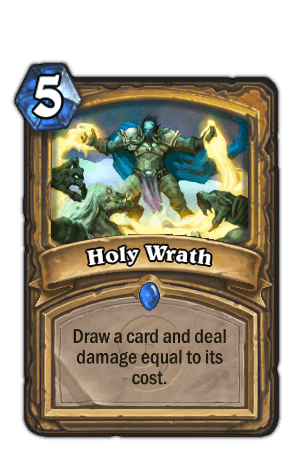 5
Holy Wrath
Draw a card and deal
damage equal to its
cost.